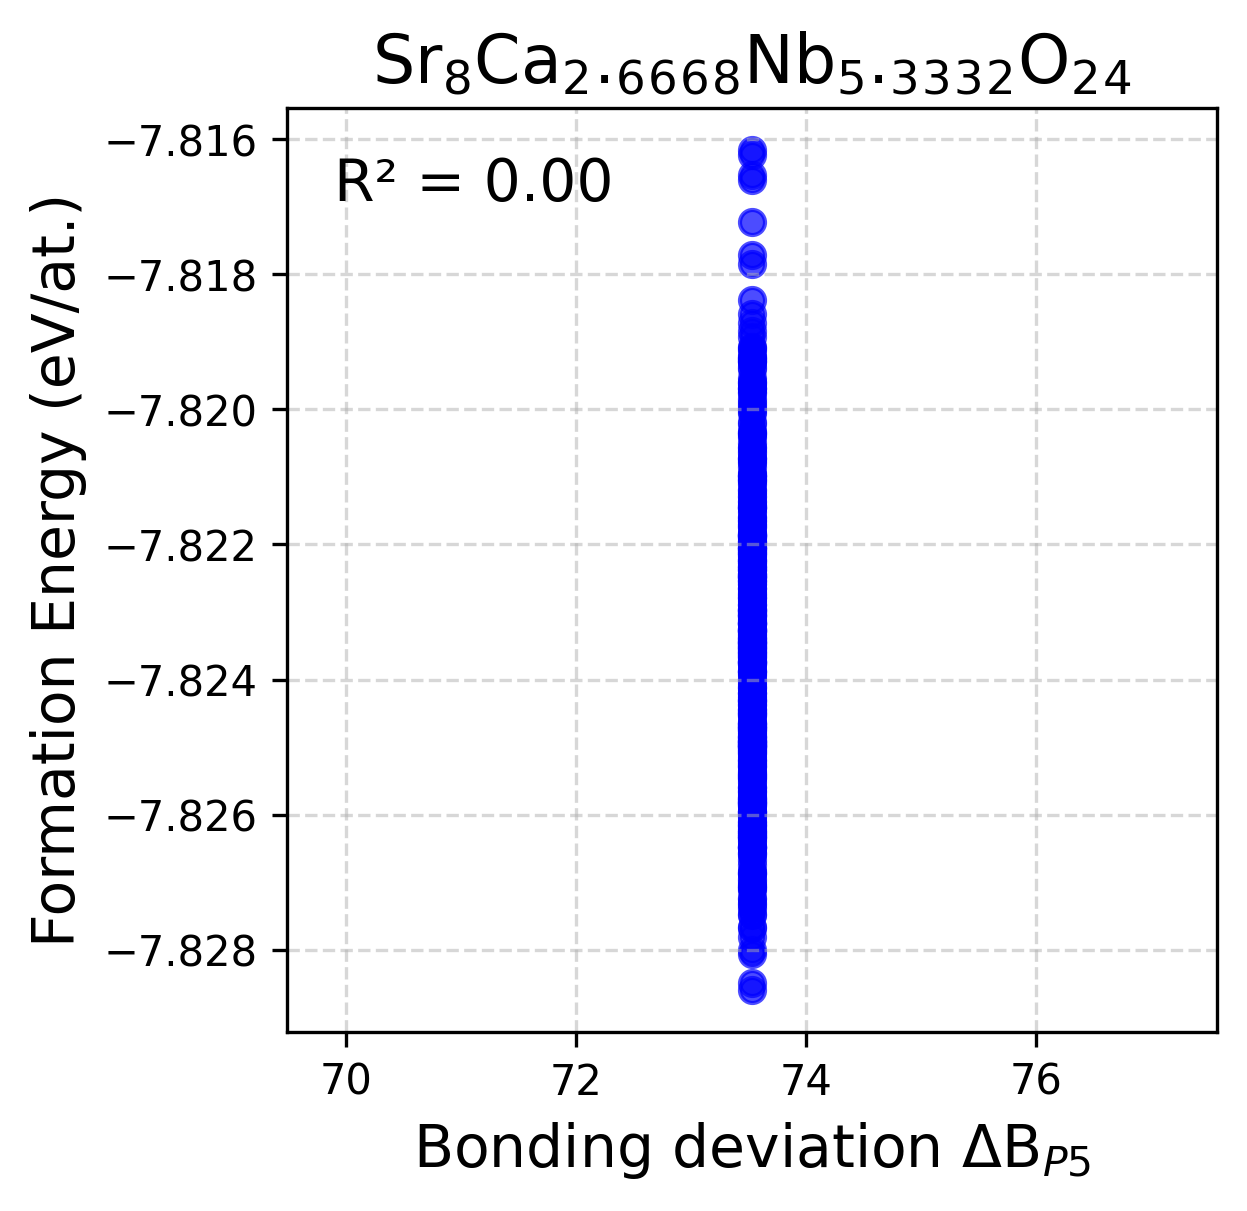 Sr₈Ca₂.₆₆₆₈Nb₅.₃₃₃₂O₂₄
R² = 0.00
Formation Energy (eV/at.)
−7.816
−7.818
−7.820
−7.822
−7.824
−7.826
−7.828
70 72 74 76
Bonding deviation ΔB_P5